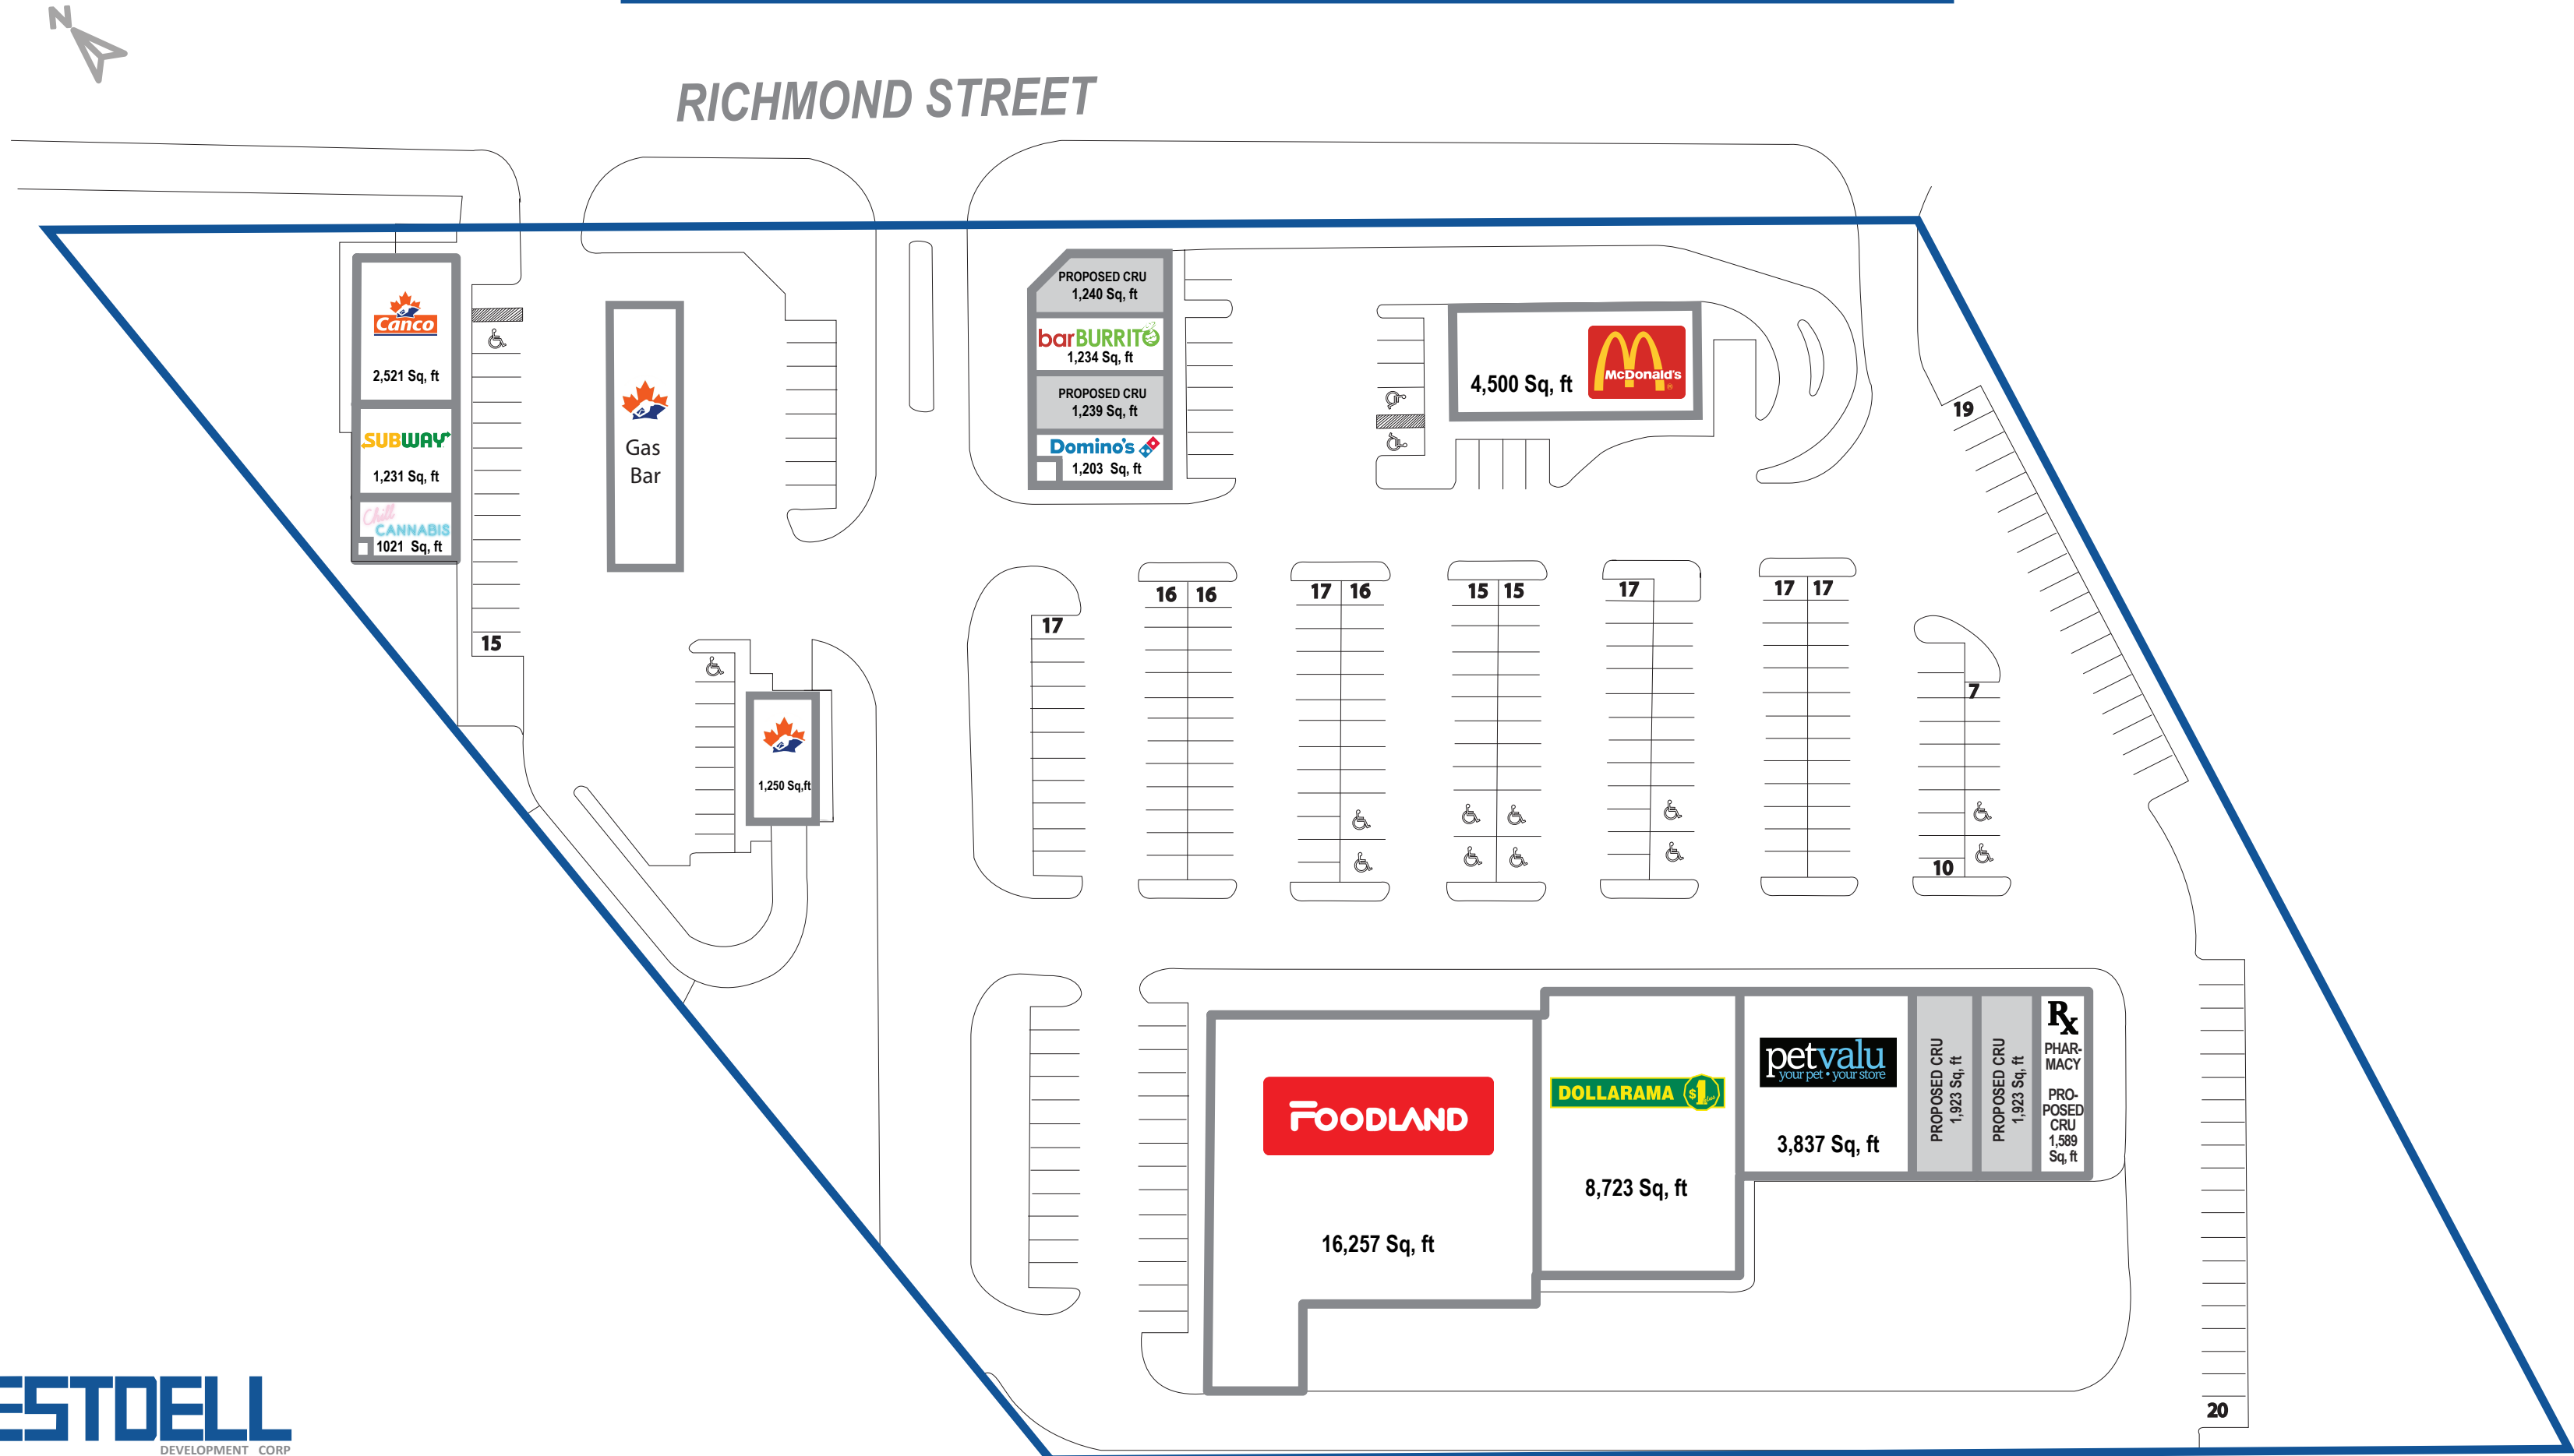 N
RICHMOND STREET
Canco
2,521 Sq, ft
SUBWAY
1,231 Sq, ft
Chill
CANNABIS
1021 Sq, ft
15
Gas
Bar
1,250 Sq,ft
PROPOSED CRU
1,240 Sq, ft
barBURRITO
1,234 Sq, ft
PROPOSED CRU
1,239 Sq, ft
Domino's
1,203 Sq, ft
4,500 Sq, ft
McDonald's
19
17
16 16
17 16
15 15
17
17 17
7
10
FOODLAND
16,257 Sq, ft
DOLLARAMA $1
8,723 Sq, ft
petvalu
your pet • your store
3,837 Sq, ft
PROPOSED CRU
1,923 Sq, ft
PROPOSED CRU
1,923 Sq, ft
Rx
PHAR-
MACY
PRO-
POSED
CRU
1,589
Sq, ft
20
ESTDELL
DEVELOPMENT CORP